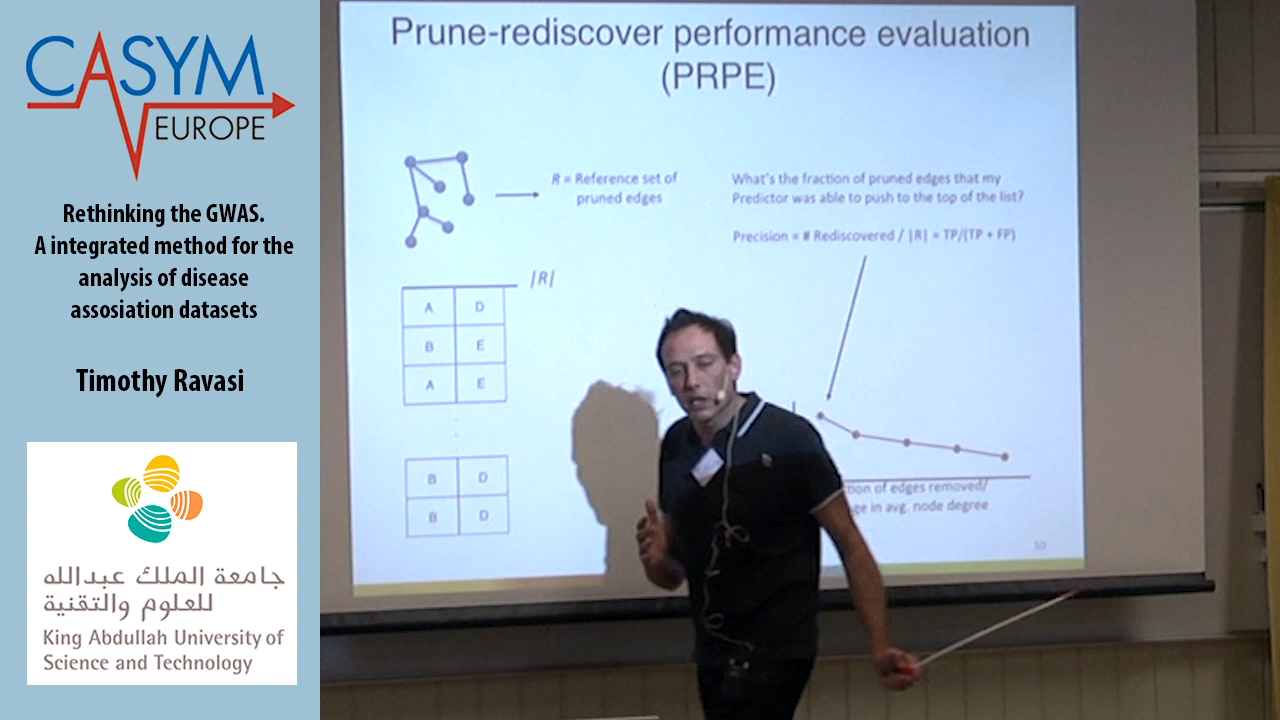 CASYM
EUROPE
Rethinking the GWAS.
A integrated method for the
analysis of disease
assosiation datasets
Timothy Ravasi
جامعة الملك عبدالله
للعلوم والتقنية
King Abdullah University of
Science and Technology
Prune-rediscover performance evaluation
(PRPE)
R = Reference set of
pruned edges
What's the fraction of pruned edges that my
Predictor was able to push to the top of the list?
Precision = # Rediscovered / |R| = TP/(TP + FP)
|R|
A D
B E
A E
B D
B D
of edges removed/
in avg. node degree
50